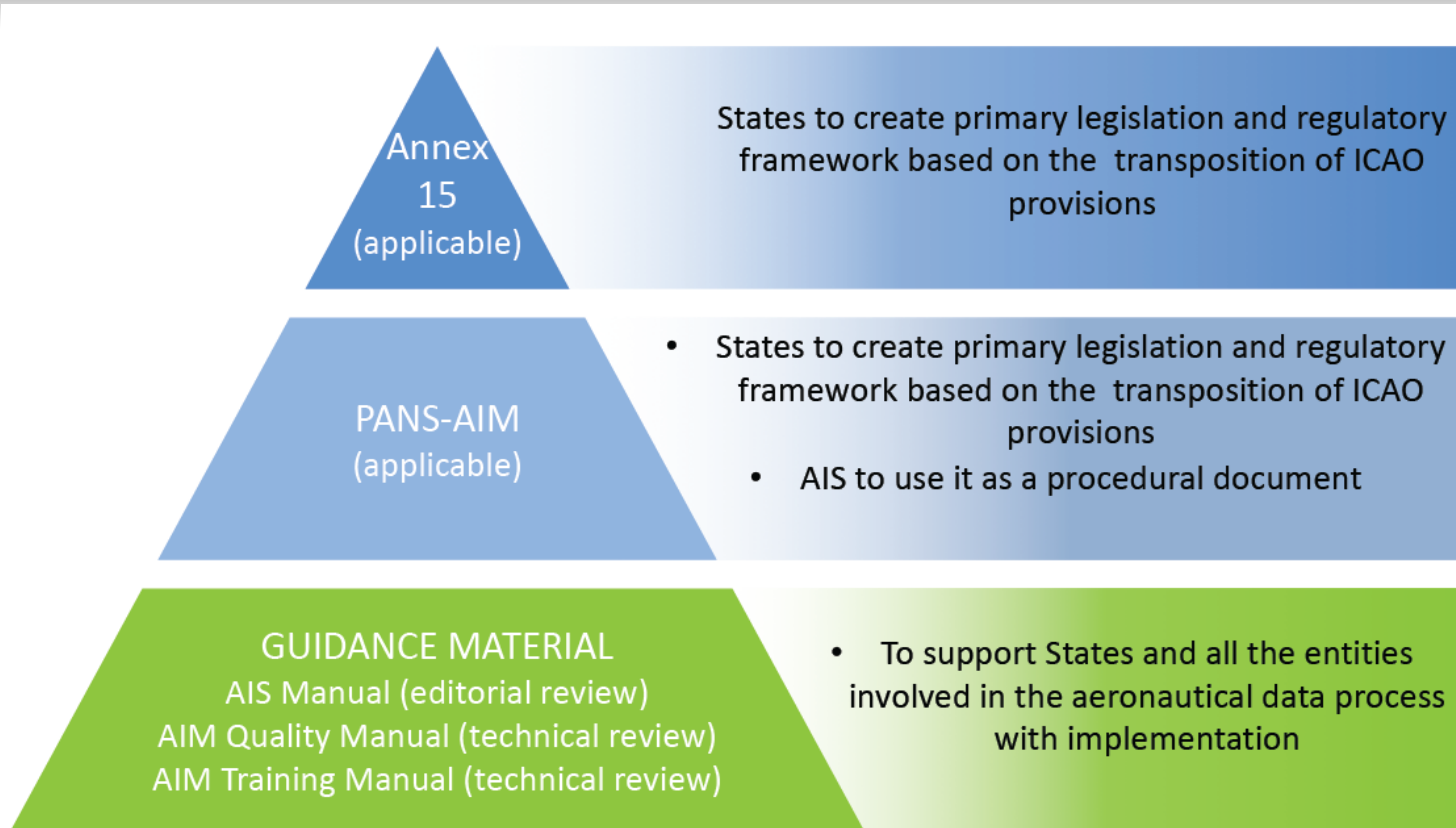 Annex
15
(applicable)
States to create primary legislation and regulatory
framework based on the  transposition of ICAO
provisions
PANS-AIM
(applicable)
• States to create primary legislation and regulatory
framework based on the  transposition of ICAO
provisions
• AIS to use it as a procedural document
GUIDANCE MATERIAL
AIS Manual (editorial review)
AIM Quality Manual (technical review)
AIM Training Manual (technical review)
• To support States and all the entities
involved in the aeronautical data process
with implementation